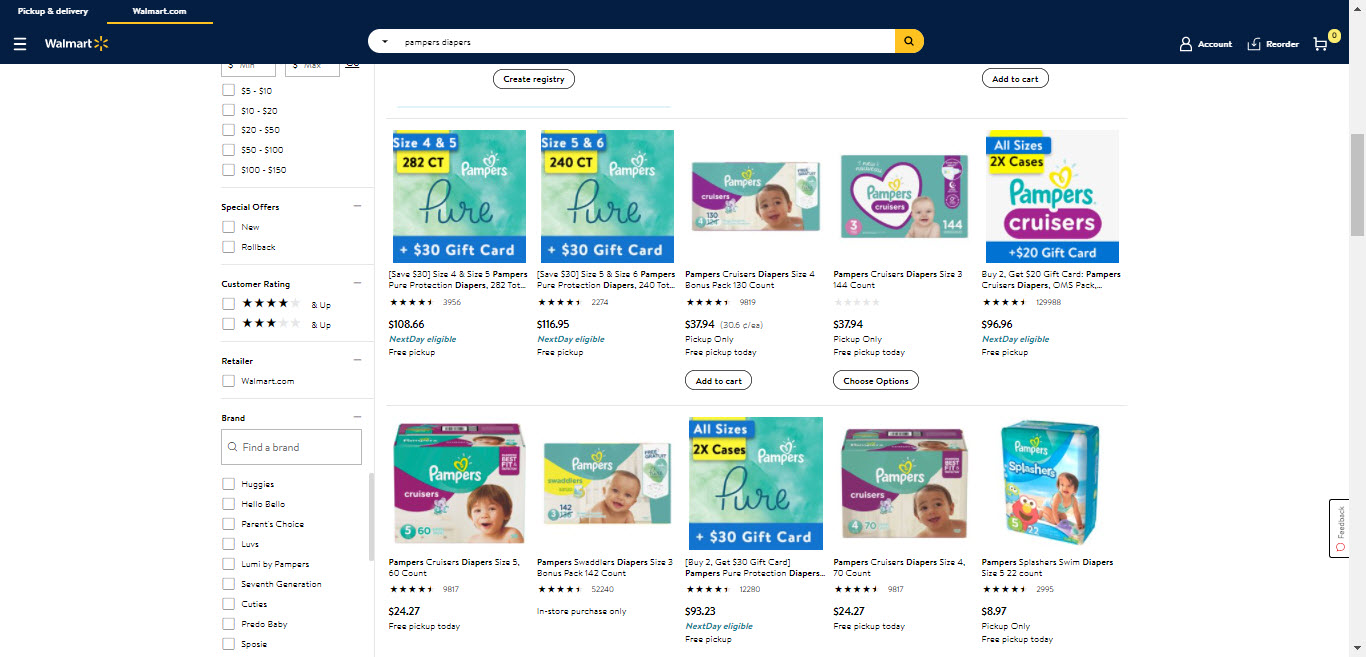 Pickup & delivery
Walmart.com
Walmart
pampers diapers
Account
Reorder
0
$ Min
$ Max
Go
$5 - $10
$10 - $20
$20 - $50
$50 - $100
$100 - $150
Special Offers
New
Rollback
Customer Rating
& Up
& Up
Retailer
Walmart.com
Brand
Find a brand
Huggies
Hello Bello
Parent's Choice
Luvs
Lumi by Pampers
Seventh Generation
Cuties
Predo Baby
Sposie
Create registry
Add to cart
Size 4 & 5
282 CT
Pampers
Pure
+ $30 Gift Card
[Save $30] Size 4 & Size 5 Pampers
Pure Protection Diapers, 282 Tot...
3956
$108.66
NextDay eligible
Free pickup
Size 5 & 6
240 CT
Pampers
Pure
+ $30 Gift Card
[Save $30] Size 5 & Size 6 Pampers
Pure Protection Diapers, 240 Tot...
2274
$116.95
NextDay eligible
Free pickup
Pampers
cruisers
4
130
Pampers Cruisers Diapers Size 4
Bonus Pack 130 Count
9819
$37.94 (30.6 ¢/ea)
Pickup Only
Free pickup today
Add to cart
Pampers
cruisers
3
144
Pampers Cruisers Diapers Size 3
144 Count
$37.94
Pickup Only
Free pickup today
Choose Options
All Sizes
2X Cases
Pampers
cruisers
+$20 Gift Card
Buy 2, Get $20 Gift Card: Pampers
Cruisers Diapers, OMS Pack,...
129988
$96.96
NextDay eligible
Free pickup
Pampers
cruisers
BEST
FIT
5 60
Pampers Cruisers Diapers Size 5,
60 Count
9817
$24.27
Free pickup today
Pampers
swaddlers
3
142
Pampers Swaddlers Diapers Size 3
Bonus Pack 142 Count
52240
In-store purchase only
All Sizes
2X Cases
Pampers
Pure
+ $30 Gift Card
[Buy 2, Get $30 Gift Card]
Pampers Pure Protection Diapers...
12280
$93.23
NextDay eligible
Free pickup
Pampers
cruisers
BEST
FIT
4 70
Pampers Cruisers Diapers Size 4,
70 Count
9817
$24.27
Free pickup today
Pampers
Splashers
5
22
Pampers Splashers Swim Diapers
Size 5 22 count
2995
$8.97
Pickup Only
Free pickup today
Feedback